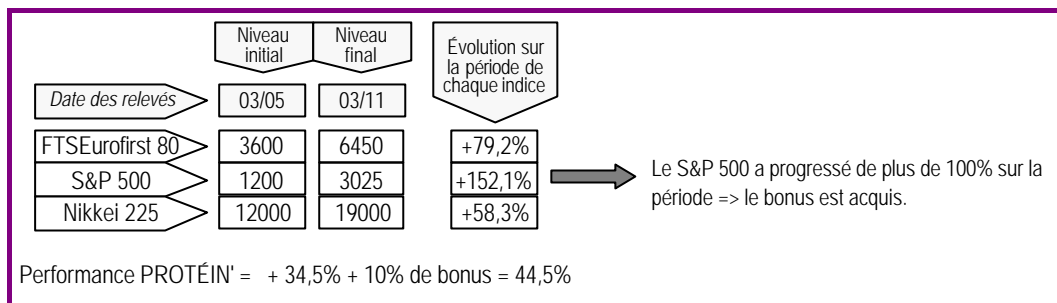 Niveau initial
Niveau final
Évolution sur
la période de
chaque indice
Date des relevés 03/05 03/11
FTSEurofirst 80 3600 6450 +79,2%
S&P 500 1200 3025 +152,1%
Nikkei 225 12000 19000 +58,3%
Le S&P 500 a progressé de plus de 100% sur la
période => le bonus est acquis.
Performance PROTÉIN' = + 34,5% + 10% de bonus = 44,5%